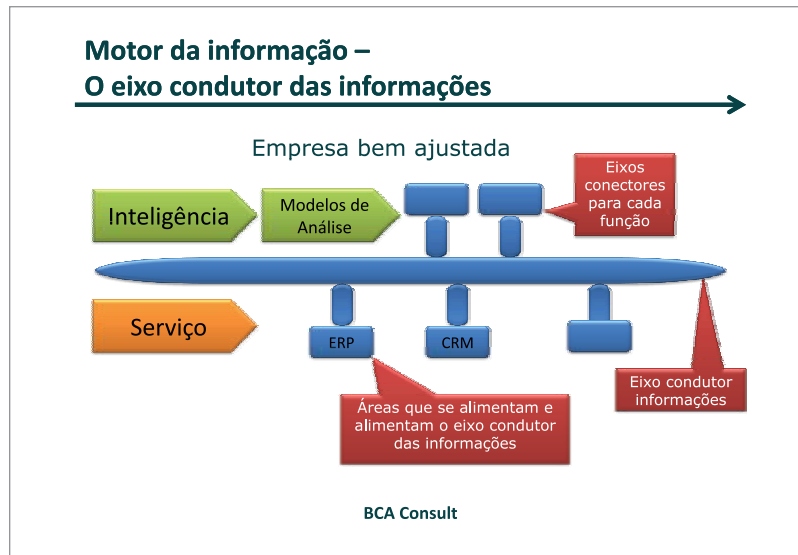 Motor da informação –
O eixo condutor das informações
Empresa bem ajustada
Inteligência
Modelos de
Análise
Eixos
conectores
para cada
função
Serviço
ERP
CRM
Eixo condutor
informações
Áreas que se alimentam e
alimentam o eixo condutor
das informações
BCA Consult